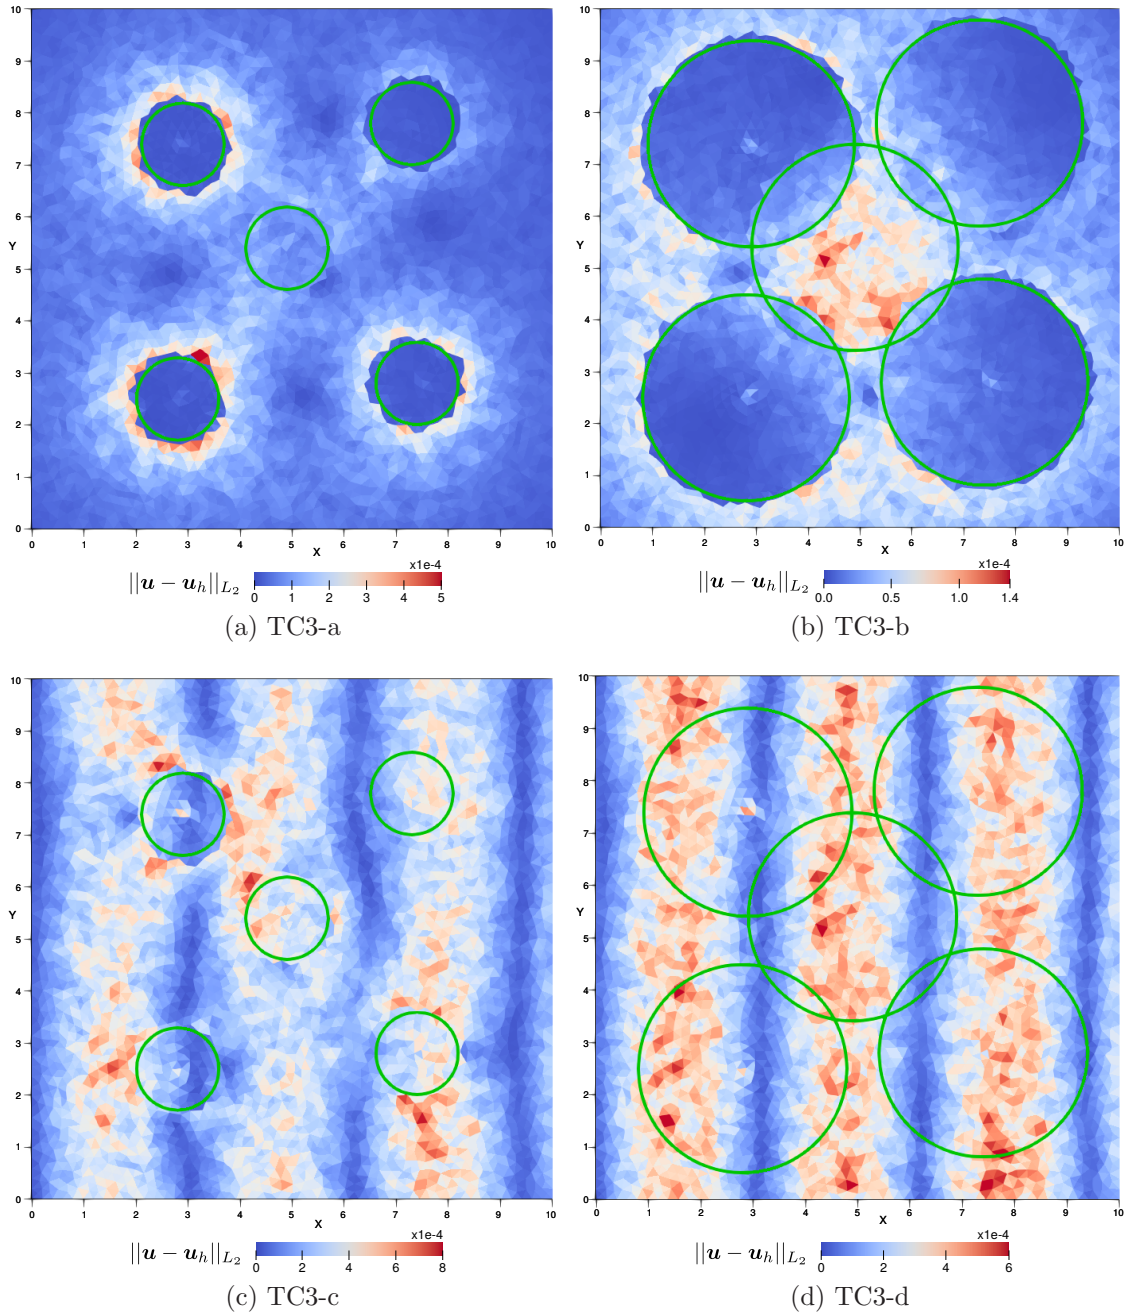 10
9
8
7
6
Y
5
4
3
2
1
0
0 1 2 3 4 5 6 7 8 9 10
X
x1e-4
||u − u_h||_{L_2}
0 1 2 3 4 5
(a) TC3-a
10
9
8
7
6
Y
5
4
3
2
1
0
0 1 2 3 4 5 6 7 8 9 10
X
x1e-4
||u − u_h||_{L_2}
0.0 0.5 1.0 1.4
(b) TC3-b
10
9
8
7
6
Y
5
4
3
2
1
0
0 1 2 3 4 5 6 7 8 9 10
X
x1e-4
||u − u_h||_{L_2}
0 2 4 6 8
(c) TC3-c
10
9
8
7
6
Y
5
4
3
2
1
0
0 1 2 3 4 5 6 7 8 9 10
X
x1e-4
||u − u_h||_{L_2}
0 2 4 6
(d) TC3-d